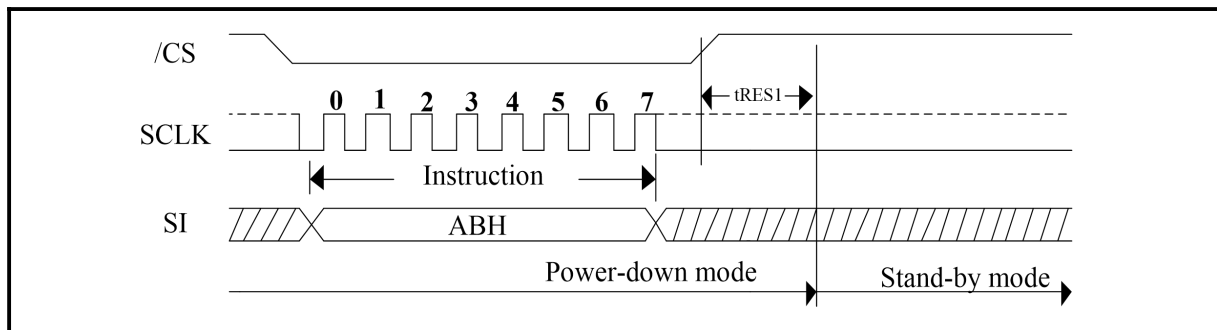 /CS
tRES1
0 1 2 3 4 5 6 7
SCLK
Instruction
SI
ABH
Power-down mode
Stand-by mode